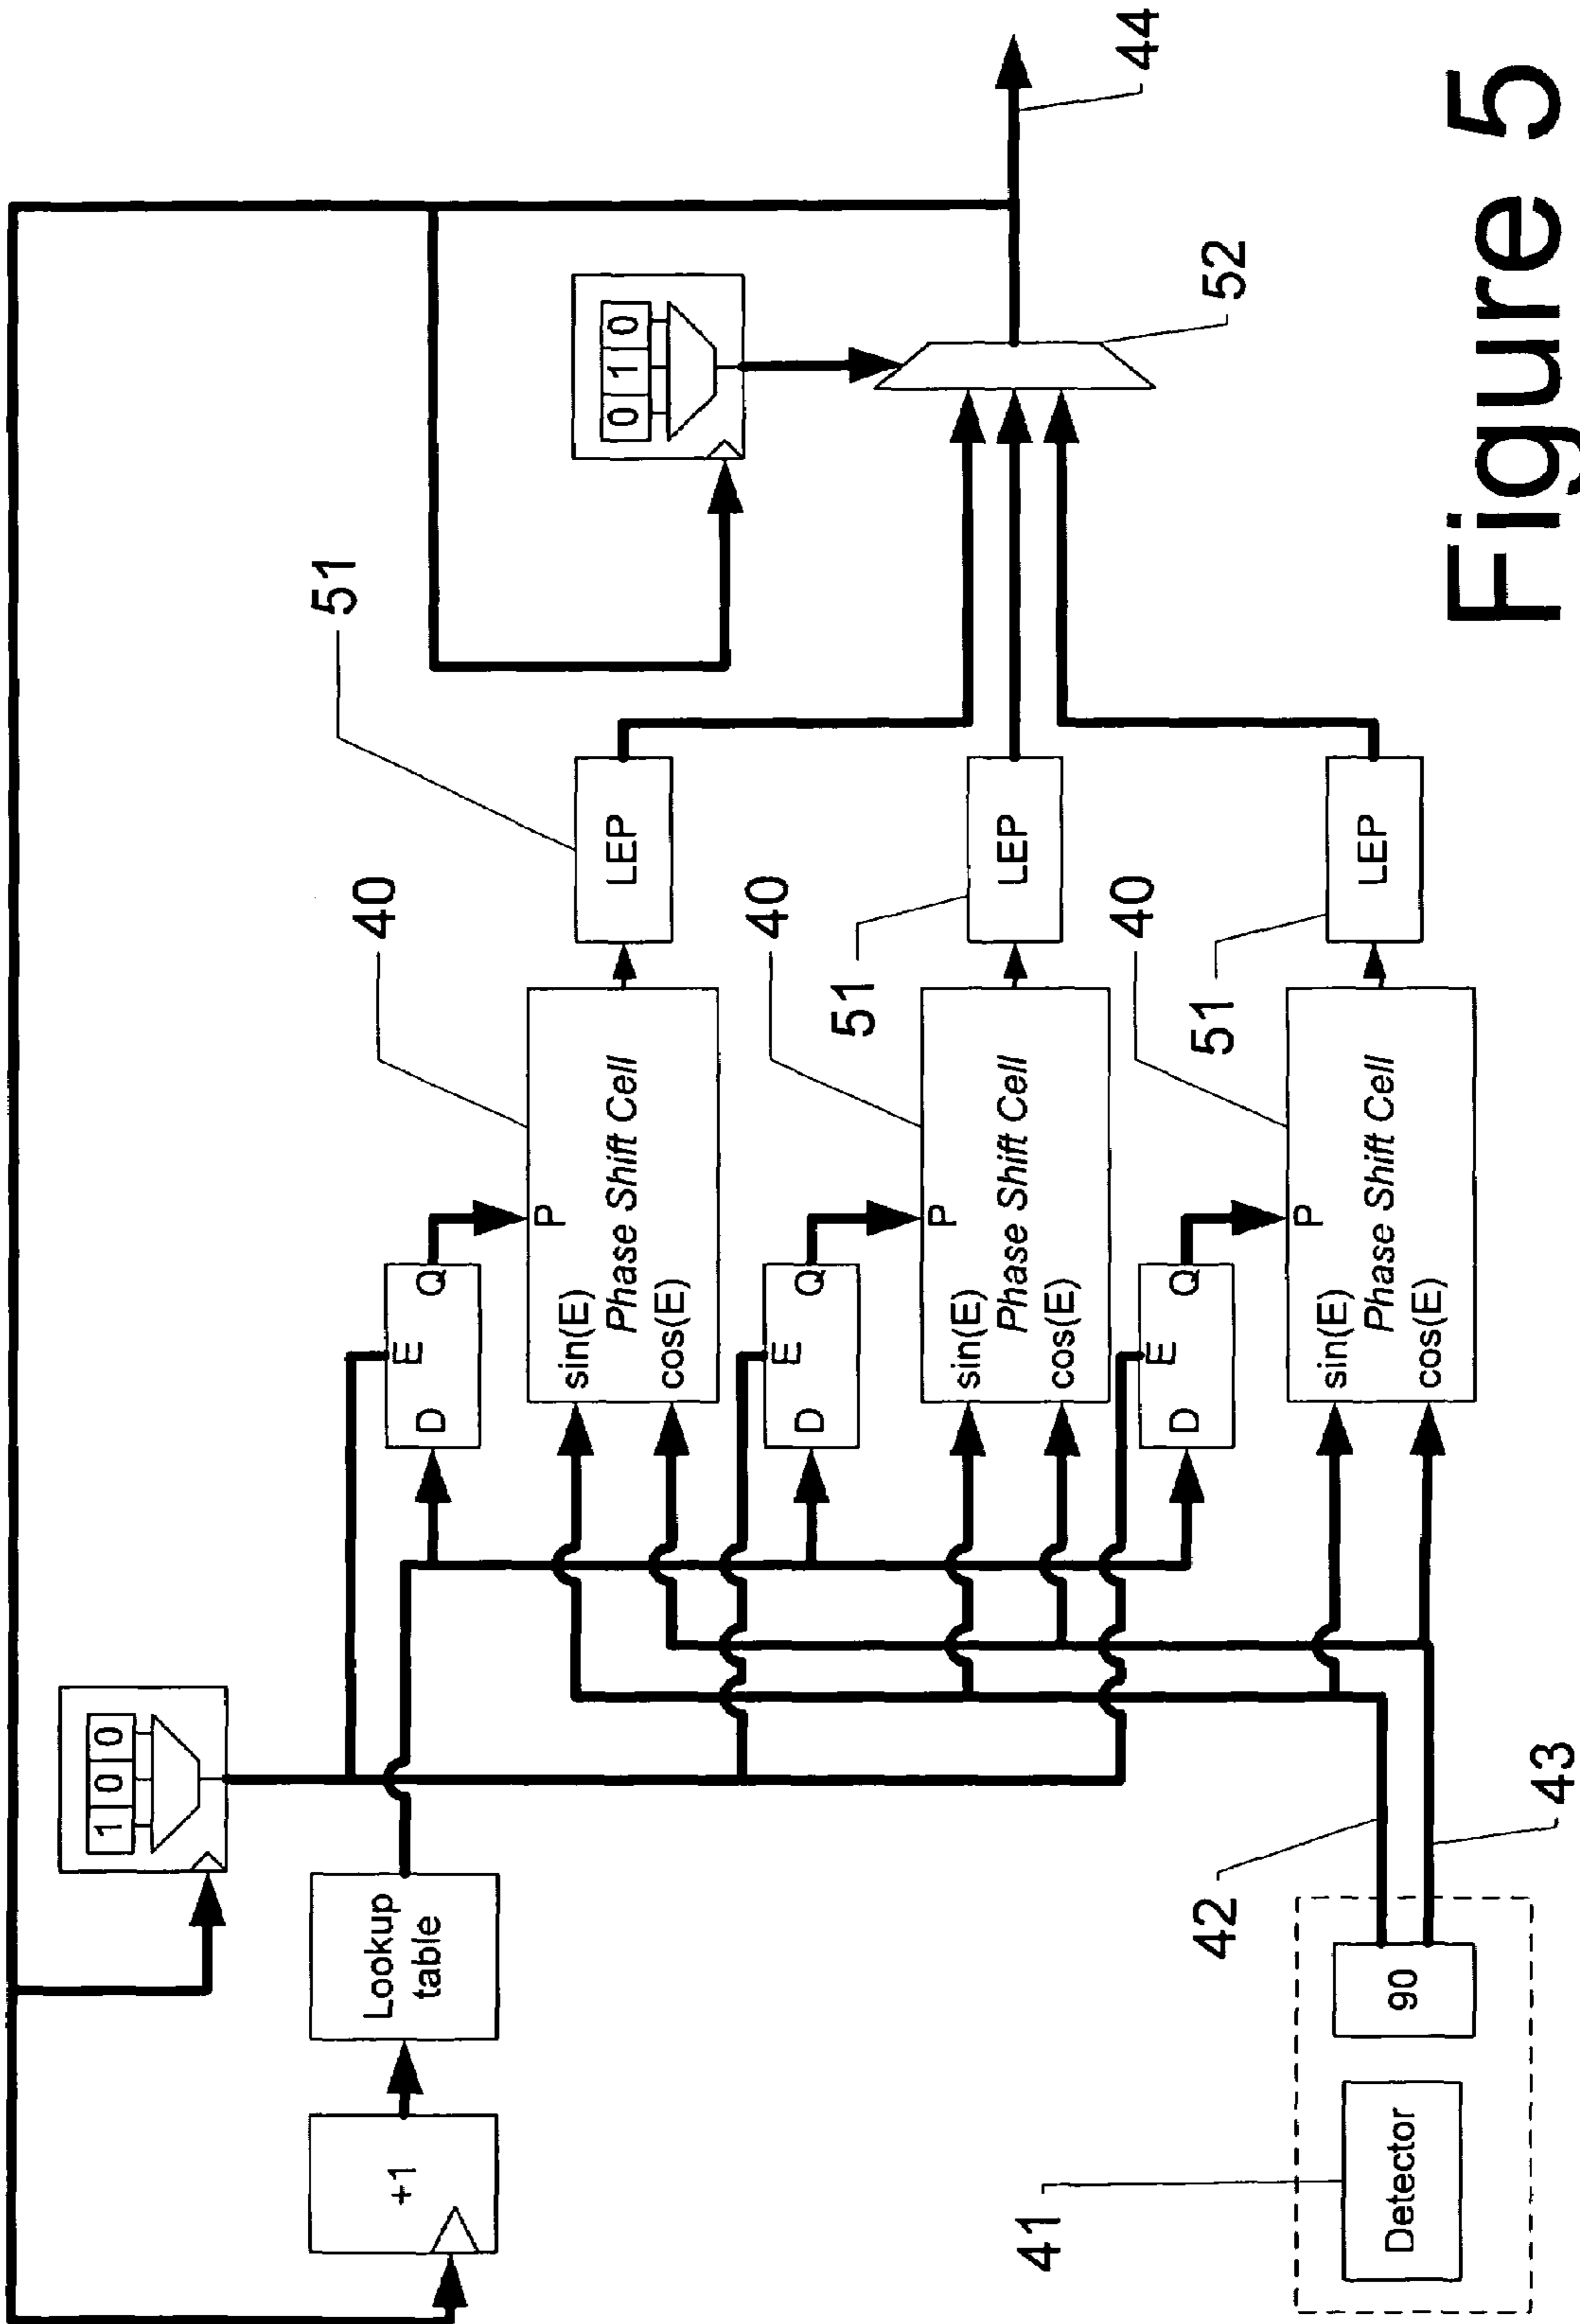 1 0 0
0 1 0
+1
Lookup
table
51
40
E
D Q
P
sin(E)
Phase Shift Cell
cos(E)
LEP
52
44
40
E
D Q
P
sin(E)
Phase Shift Cell
cos(E)
51
LEP
40
E
D Q
P
sin(E)
Phase Shift Cell
cos(E)
51
LEP
41
42
Detector
90
43
Figure 5